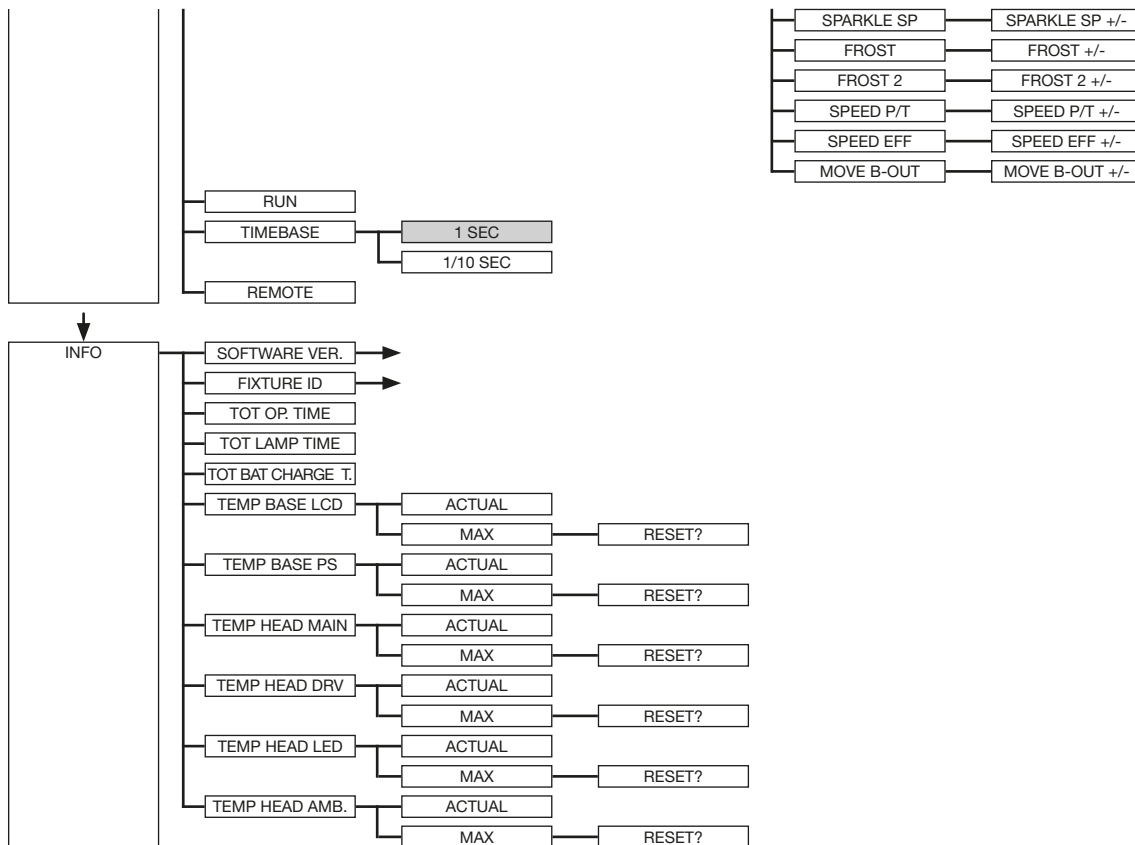 SPARKLE SP SPARKLE SP +/-
FROST FROST +/-
FROST 2 FROST 2 +/-
SPEED P/T SPEED P/T +/-
SPEED EFF SPEED EFF +/-
MOVE B-OUT MOVE B-OUT +/-
RUN
TIMEBASE 1 SEC
1/10 SEC
REMOTE
INFO SOFTWARE VER.
FIXTURE ID
TOT OP. TIME
TOT LAMP TIME
TOT BAT CHARGE T.
TEMP BASE LCD ACTUAL
MAX RESET?
TEMP BASE PS ACTUAL
MAX RESET?
TEMP HEAD MAIN ACTUAL
MAX RESET?
TEMP HEAD DRV ACTUAL
MAX RESET?
TEMP HEAD LED ACTUAL
MAX RESET?
TEMP HEAD AMB. ACTUAL
MAX RESET?